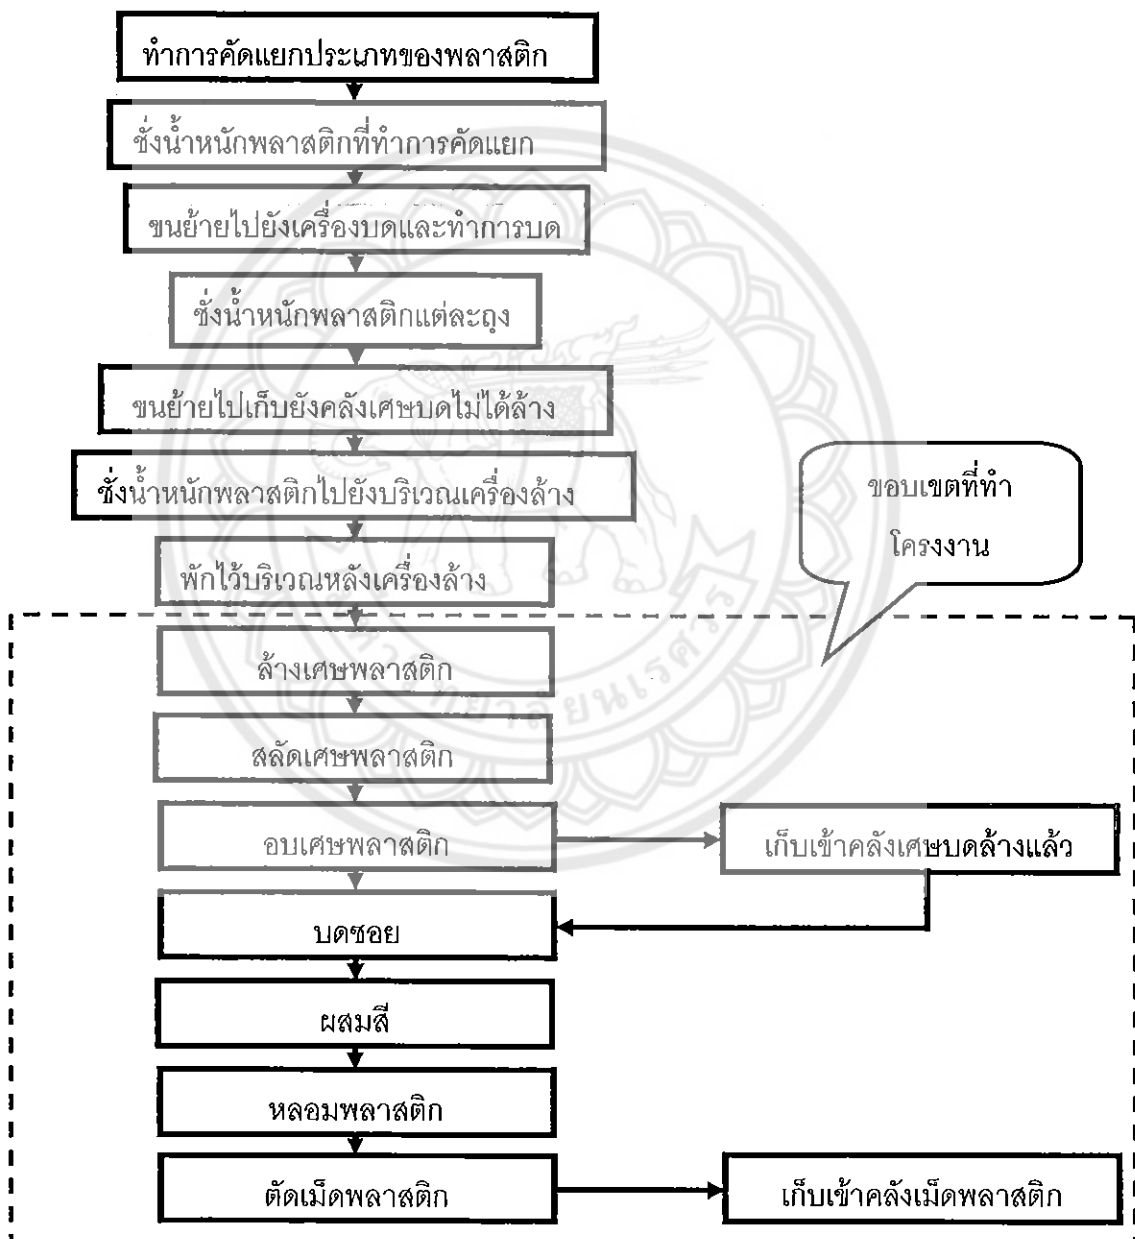 ทำการคัดแยกประเภทของพลาสติก
ชั่งน้ำหนักพลาสติกที่ทำการคัดแยก
ขนย้ายไปยังเครื่องบดและทำการบด
ชั่งน้ำหนักพลาสติกแต่ละถุง
ขนย้ายไปเก็บยังคลังเศษบดไม่ได้ล้าง
ชั่งน้ำหนักพลาสติกไปยังบริเวณเครื่องล้าง
ขอบเขตที่ทำ
โครงงาน
พักไว้บริเวณหลังเครื่องล้าง
ล้างเศษพลาสติก
สลัดเศษพลาสติก
อบเศษพลาสติก
เก็บเข้าคลังเศษบดล้างแล้ว
บดซอย
ผสมสี
หลอมพลาสติก
ตัดเม็ดพลาสติก
เก็บเข้าคลังเม็ดพลาสติก
มหาวิทยาลัยนเรศวร